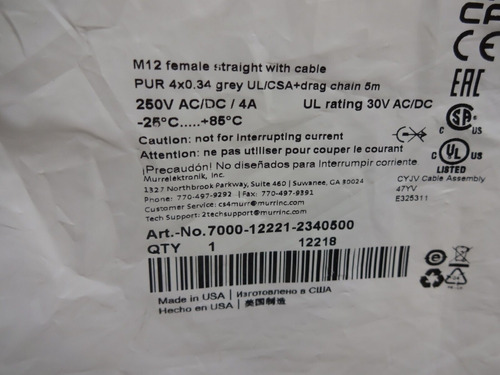 M12 female straight with cable
PUR 4x0.34 grey UL/CSA+drag chain 5m
250V AC/DC / 4A UL rating 30V AC/DC
-25°C.....+85°C
Caution: not for interrupting current
Attention: ne pas utiliser pour couper le courant
¡Precaución! No diseñados para Interrumpir corriente
Murrelektronik, Inc.
1327 Northbrook Parkway, Suite 460 | Suwanee, GA 30024
Phone: 770-497-9292 | Fax: 770-497-9391
Customer Service: cs4murr@murrinc.com
Tech Support: 2techsupport@murrinc.com
Art.-No.7000-12221-2340500
QTY 1 12218
Made in USA | Изготовлено в США
Hecho en USA | 美国制造
CE
EAC
C SA US
C UL US
LISTED
CYJV Cable Assembly
47YV
E325311